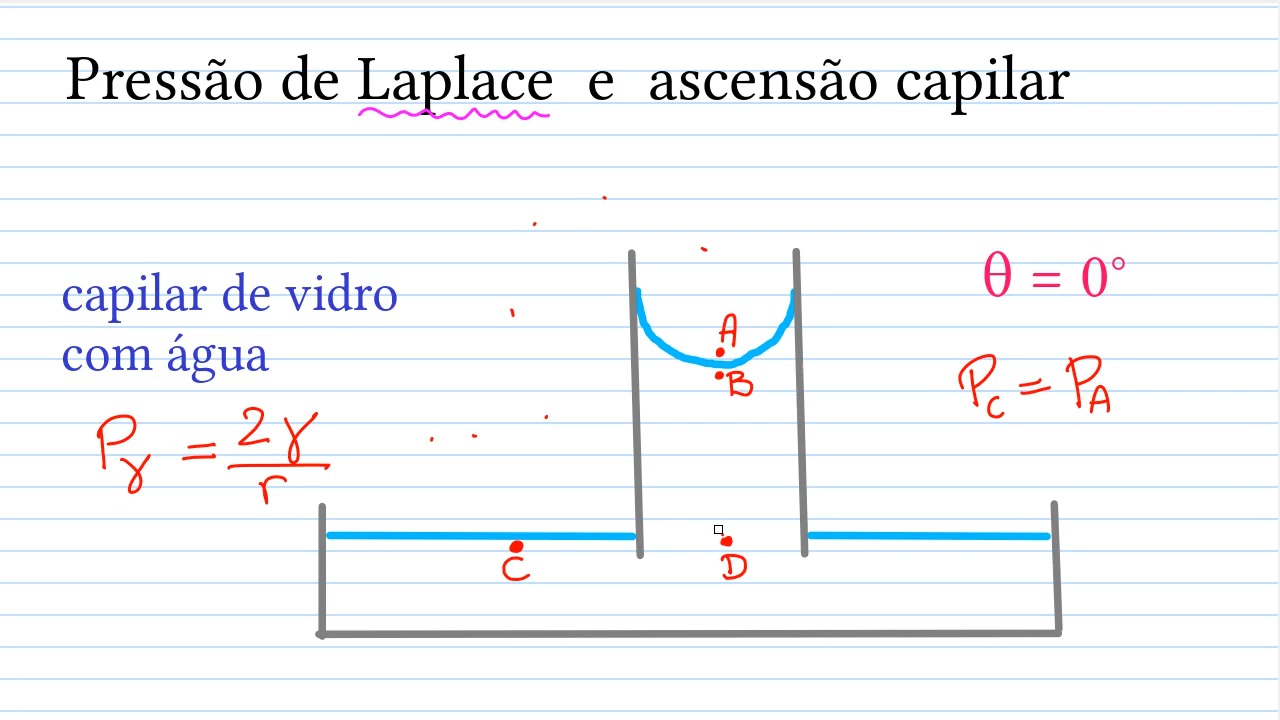 Pressão de Laplace e ascensão capilar
capilar de vidro
com água
θ = 0°
P_γ = 2γ/r
P_C = P_A
A
B
C
D